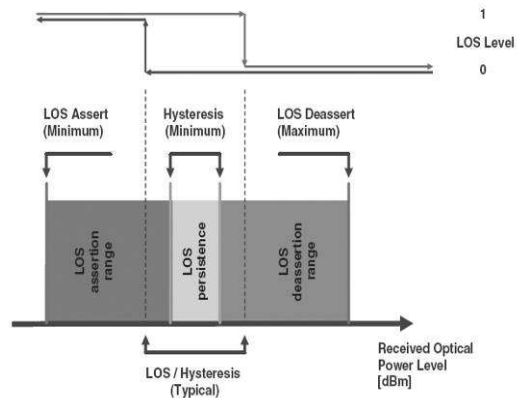 1
LOS Level
0
LOS Assert
(Minimum)
Hysteresis
(Minimum)
LOS Deassert
(Maximum)
LOS
assertion
range
LOS
persistence
LOS
deassertion
range
Received Optical
Power Level
[dBm]
LOS / Hysteresis
(Typical)